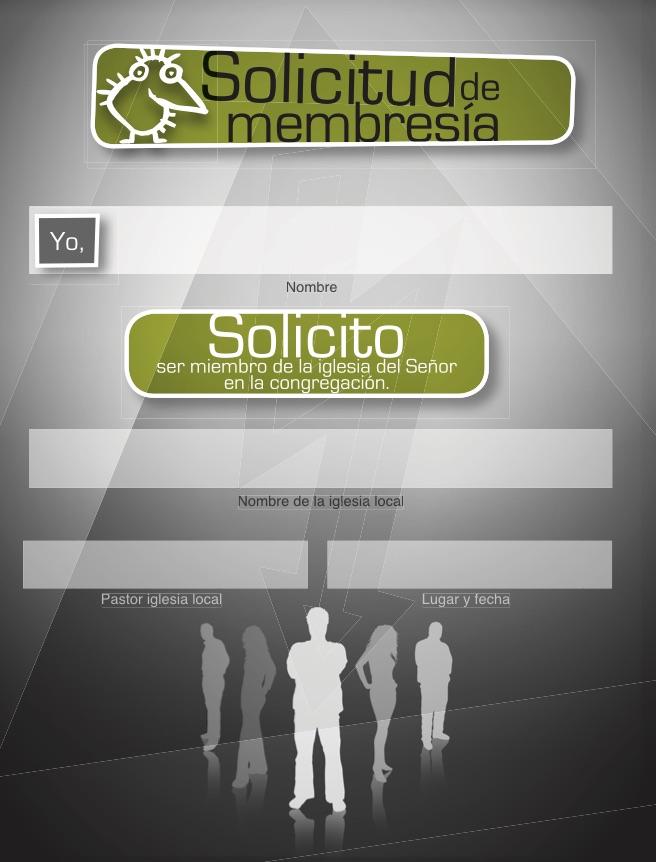 Solicitud de
membresía
Yo,
Nombre
Solicito
ser miembro de la iglesia del Señor
en la congregación.
Nombre de la iglesia local
Pastor iglesia local
Lugar y fecha